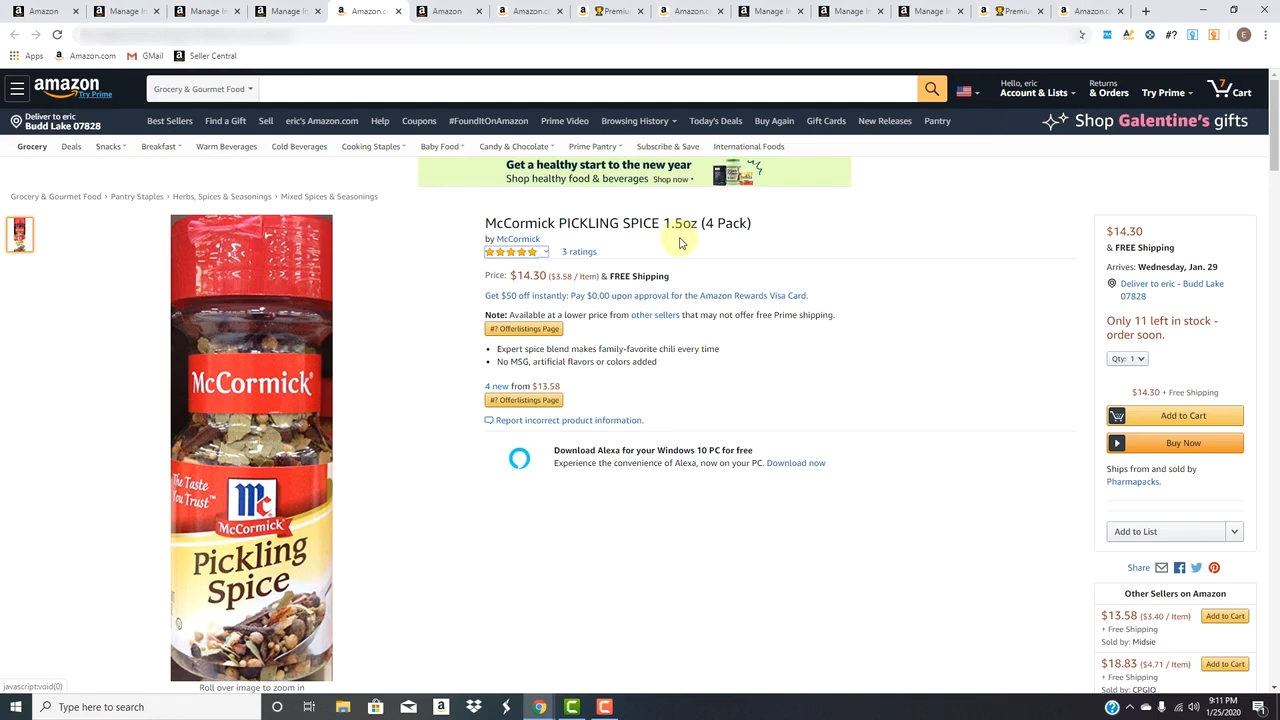 Amazon
Manage In
Manage In
Manage In
Amazon.c
Amazon
Amazon.
Premium
Amazon.c
Amazon
Manage In
Manage In
Premium
Amazon.c
Apps
Amazon.com
GMail
Seller Central
#?
E
amazon
Try Prime
Grocery & Gourmet Food
Hello, eric
Account & Lists
Returns
& Orders
Try Prime
7
Cart
Deliver to eric -
Budd Lake 07828
Best Sellers
Find a Gift
Sell
eric's Amazon.com
Help
Coupons
#FoundItOnAmazon
Prime Video
Browsing History
Today's Deals
Buy Again
Gift Cards
New Releases
Pantry
Shop Galentine's gifts
Grocery
Deals
Snacks
Breakfast
Warm Beverages
Cold Beverages
Cooking Staples
Baby Food
Candy & Chocolate
Prime Pantry
Subscribe & Save
International Foods
Get a healthy start to the new year
Shop healthy food & beverages Shop now
Grocery & Gourmet Food › Pantry Staples › Herbs, Spices & Seasonings › Mixed Spices & Seasonings
McCormick
The Taste
You Trust™
McCormick
Pickling
Spice
Roll over image to zoom in
McCormick PICKLING SPICE 1.5oz (4 Pack)
by McCormick
3 ratings
Price: $14.30 ($3.58 / Item) & FREE Shipping
Get $50 off instantly: Pay $0.00 upon approval for the Amazon Rewards Visa Card.
Note: Available at a lower price from other sellers that may not offer free Prime shipping.
#? Offerlistings Page
• Expert spice blend makes family-favorite chili every time
• No MSG, artificial flavors or colors added
4 new from $13.58
#? Offerlistings Page
Report incorrect product information.
Download Alexa for your Windows 10 PC for free
Experience the convenience of Alexa, now on your PC. Download now
$14.30
& FREE Shipping
Arrives: Wednesday, Jan. 29
Deliver to eric - Budd Lake
07828
Only 11 left in stock -
order soon.
Qty: 1
$14.30 + Free Shipping
Add to Cart
Buy Now
Ships from and sold by
Pharmapacks.
Add to List
Share
Other Sellers on Amazon
$13.58 ($3.40 / Item)
Add to Cart
+ Free Shipping
Sold by: Midsie
$18.83 ($4.71 / Item)
Add to Cart
+ Free Shipping
Sold by: CPGIO
javascript:void(0)
Type here to search
9:11 PM
1/25/2020